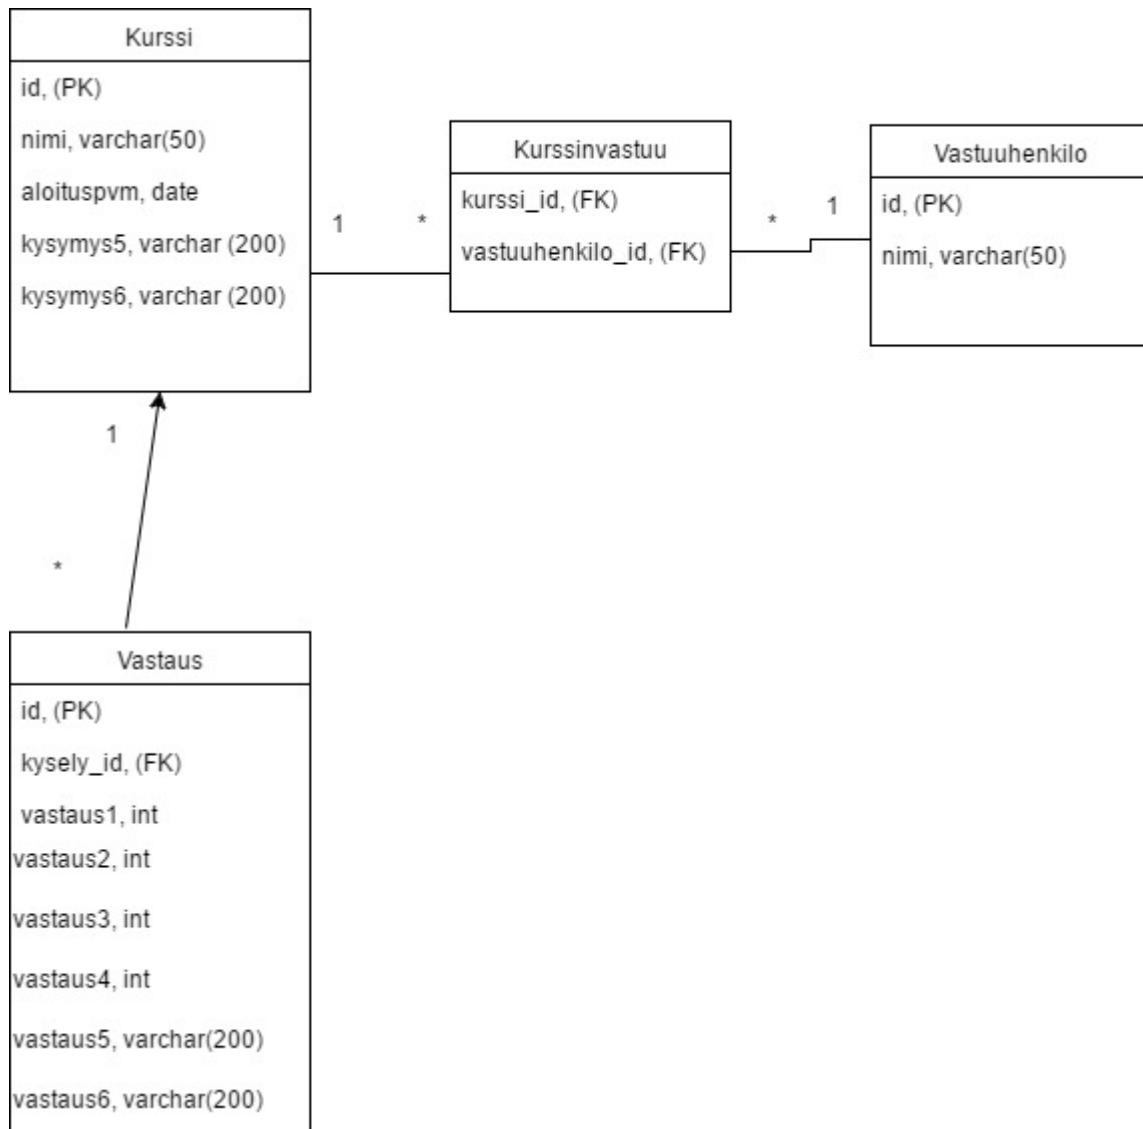 Kurssi
id, (PK)
nimi, varchar(50)
aloituspvm, date
kysymys5, varchar (200)
kysymys6, varchar (200)
1
*
Kurssinvastuu
kurssi_id, (FK)
vastuuhenkilo_id, (FK)
*
1
Vastuuhenkilo
id, (PK)
nimi, varchar(50)
1
*
Vastaus
id, (PK)
kysely_id, (FK)
vastaus1, int
vastaus2, int
vastaus3, int
vastaus4, int
vastaus5, varchar(200)
vastaus6, varchar(200)